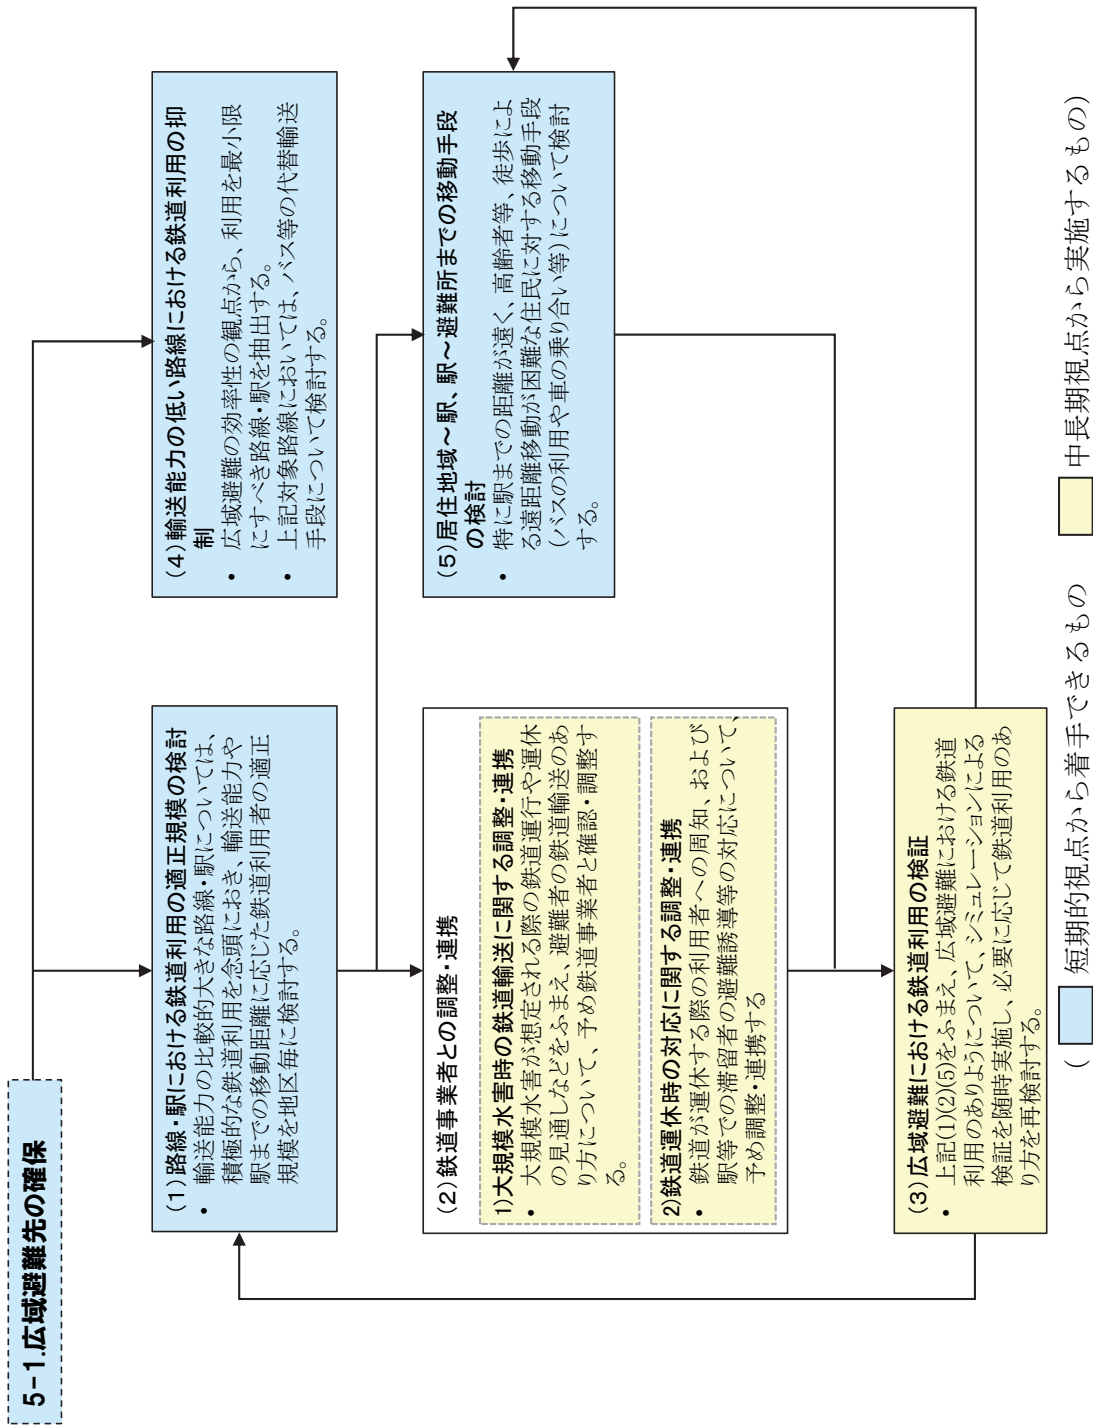 5-1.広域避難先の確保
(1)路線・駅における鉄道利用の適正規模の検討
• 輸送能力の比較的大きな路線・駅については、
積極的な鉄道利用を念頭におき、輸送能力や
駅までの移動距離に応じた鉄道利用者の適正
規模を地区毎に検討する。
(4)輸送能力の低い路線における鉄道利用の抑
制
• 広域避難の効率性の観点から、利用を最小限
にすべき路線・駅を抽出する。
• 上記対象路線においては、バス等の代替輸送
手段について検討する。
(2)鉄道事業者との調整・連携
1)大規模水害時の鉄道輸送に関する調整・連携
• 大規模水害が想定される際の鉄道運行や運休
の見通しなどをふまえ、避難者の鉄道輸送のあ
り方について、予め鉄道事業者と確認・調整す
る。
2)鉄道運休時の対応に関する調整・連携
• 鉄道が運休する際の利用者への周知、および
駅等での滞留者の避難誘導等の対応について、
予め調整・連携する
(5)居住地域～駅、駅～避難所までの移動手段
の検討
• 特に駅までの距離が遠く、高齢者等、徒歩によ
る遠距離移動が困難な住民に対する移動手段
(バスの利用や車の乗り合い等)について検討
する。
(3)広域避難における鉄道利用の検証
• 上記(1)(2)(5)をふまえ、広域避難における鉄道
利用のありようについて、シミュレーションによる
検証を随時実施し、必要に応じて鉄道利用のあ
り方を再検討する。
( 短期的視点から着手できるもの 中長期視点から実施するもの)